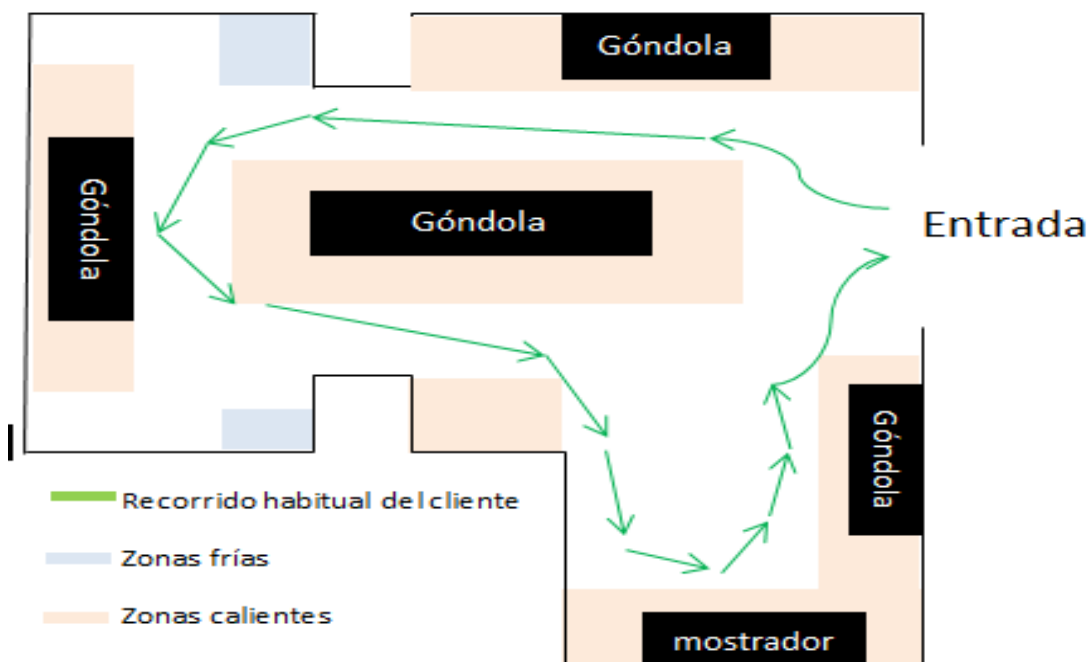 Góndola
Góndola
Góndola
Entrada
Góndola
Recorrido habitual del cliente
Zonas frías
Zonas calientes
mostrador